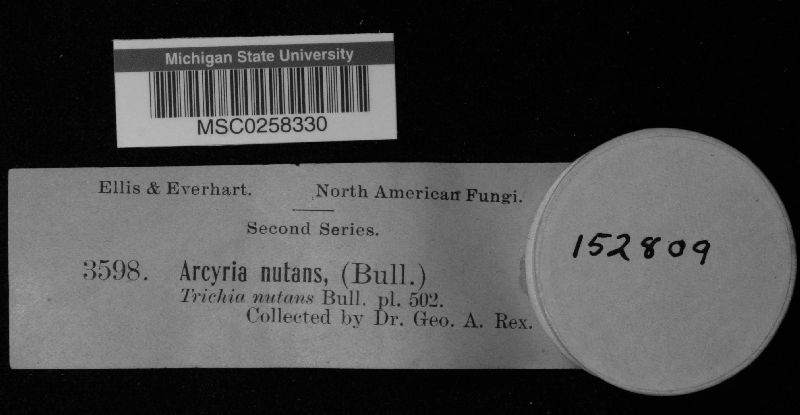 Michigan State University
MSC0258330
Ellis & Everhart. North American Fungi.
Second Series.
3598. Arcyria nutans, (Bull.)
Trichia nutans Bull. pl. 502.
Collected by Dr. Geo. A. Rex.
152809